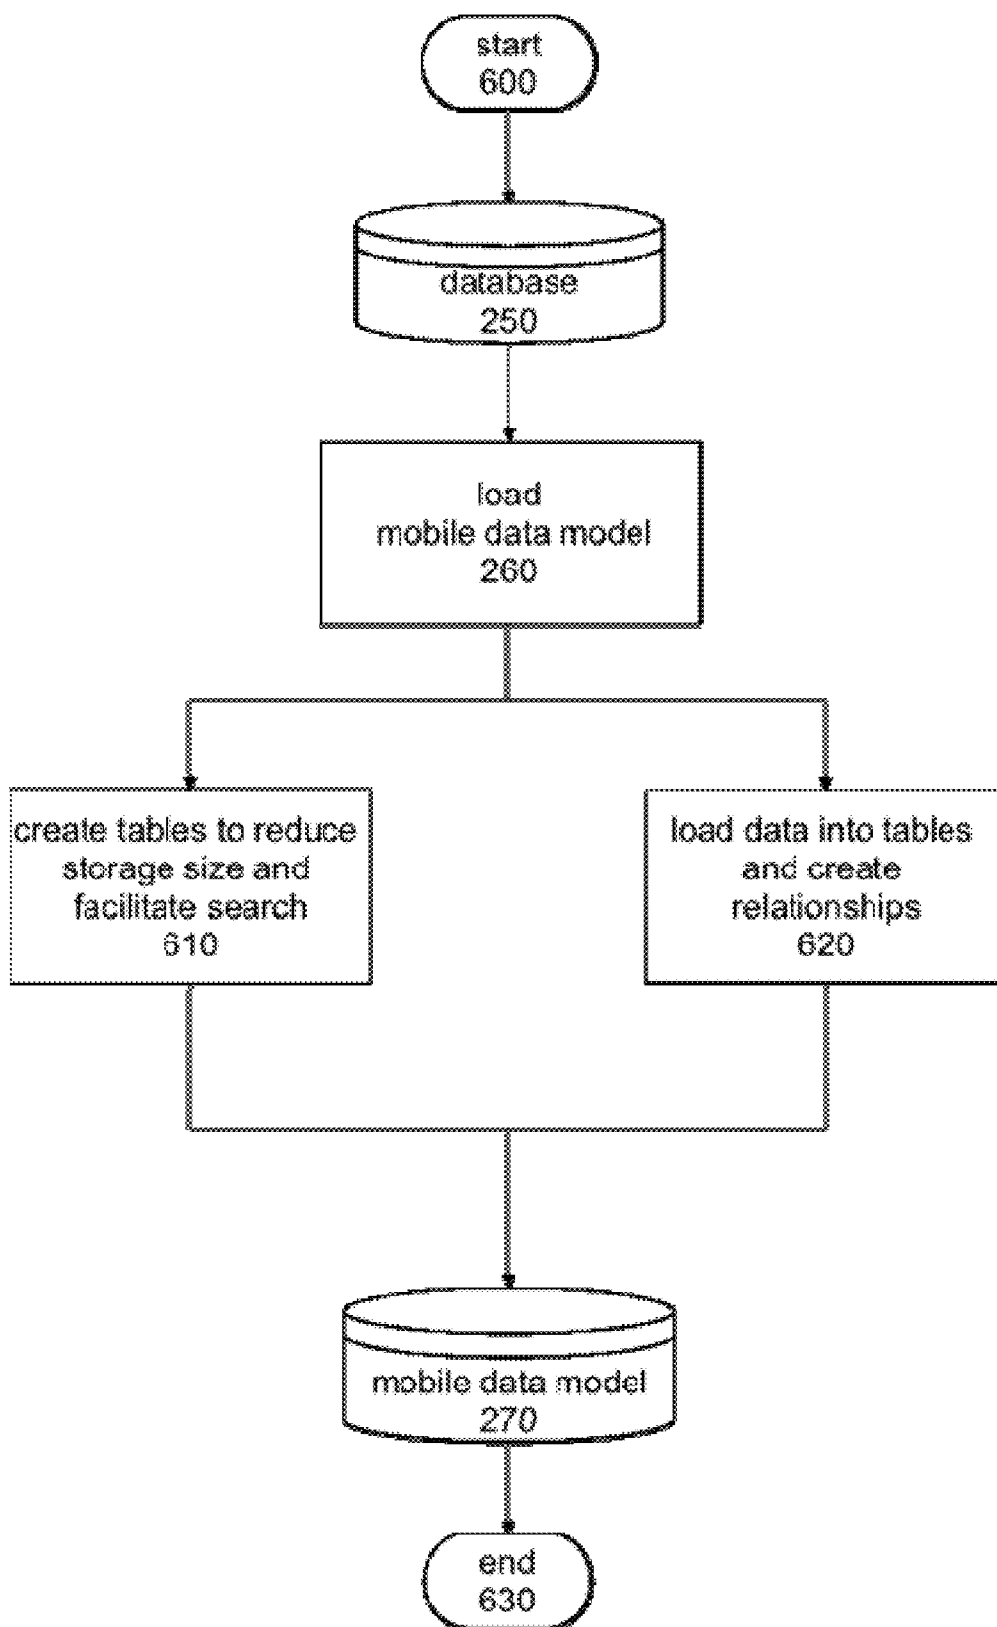 start
600
database
250
load
mobile data model
260
create tables to reduce
storage size and
facilitate search
610
load data into tables
and create
relationships
620
mobile data model
270
end
630